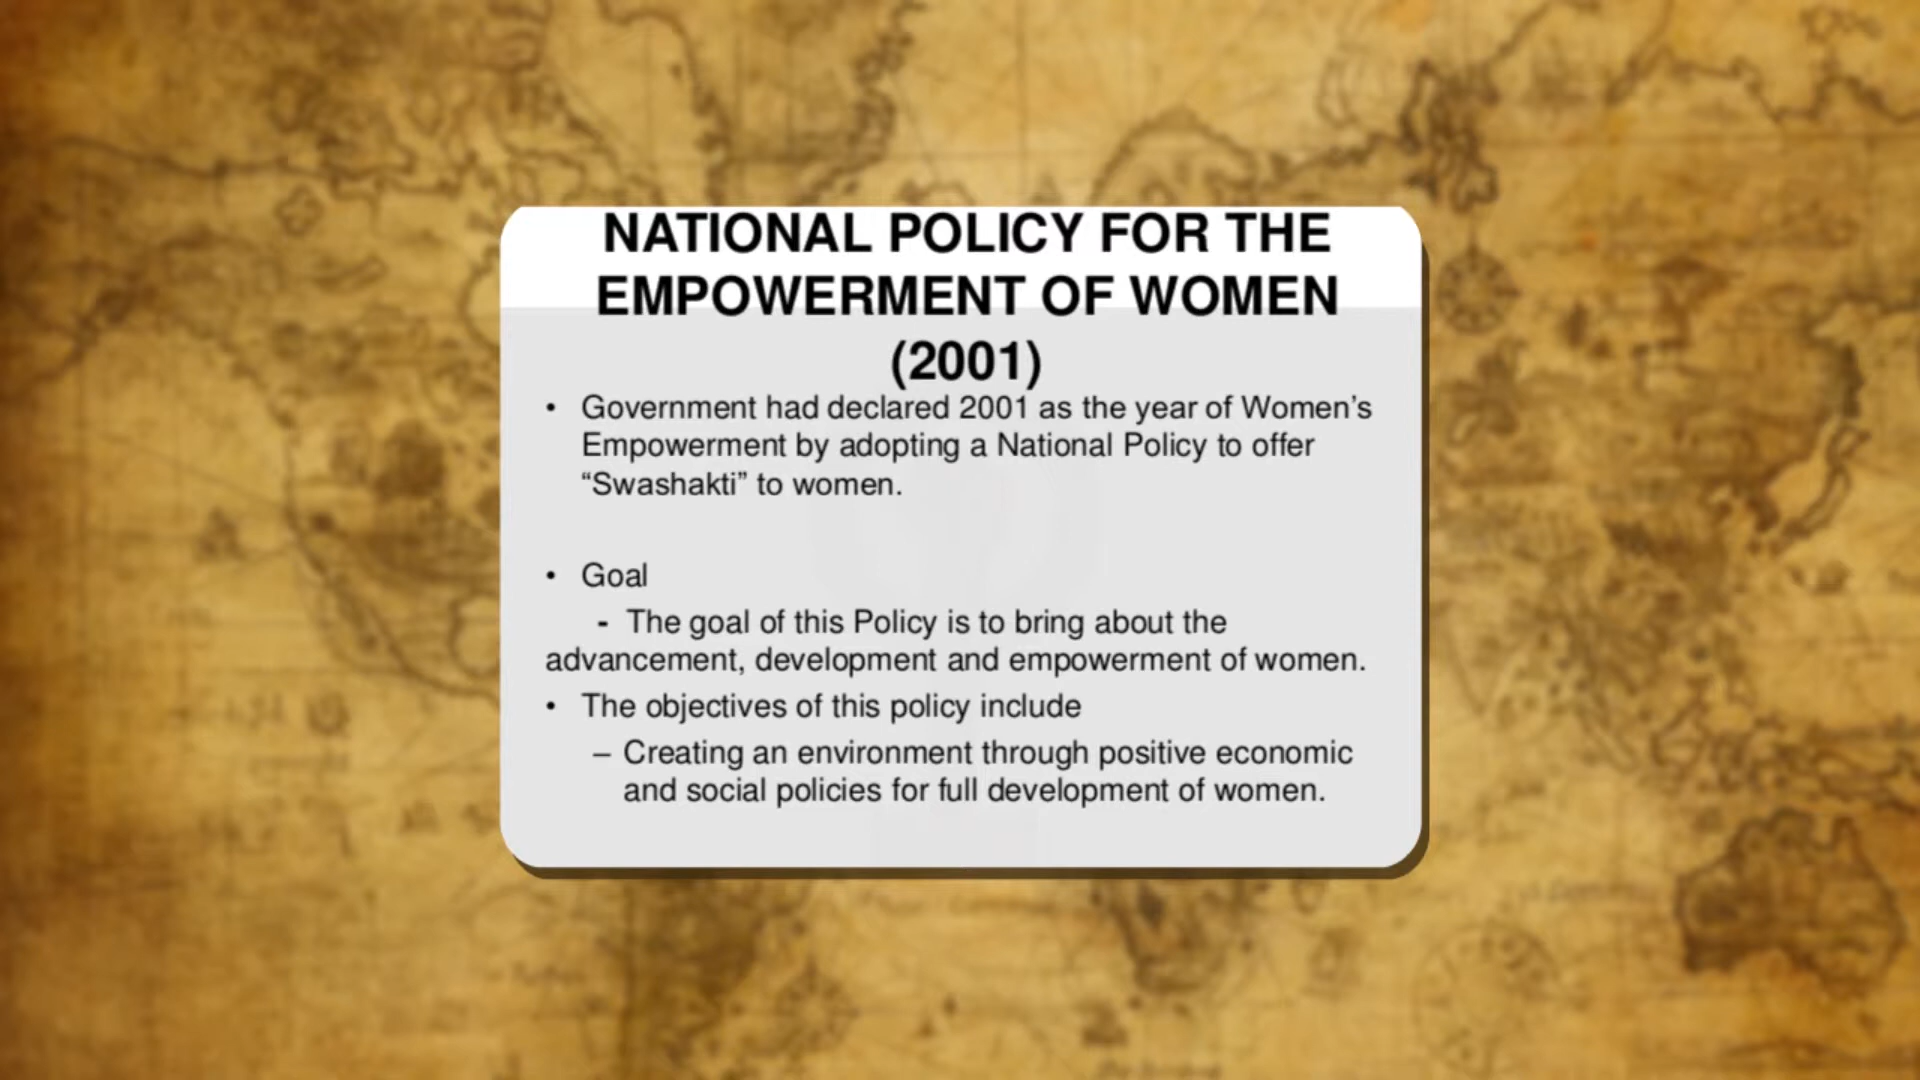 NATIONAL POLICY FOR THE
EMPOWERMENT OF WOMEN
(2001)
• Government had declared 2001 as the year of Women’s
Empowerment by adopting a National Policy to offer
“Swashakti” to women.
• Goal
- The goal of this Policy is to bring about the
advancement, development and empowerment of women.
• The objectives of this policy include
– Creating an environment through positive economic
and social policies for full development of women.